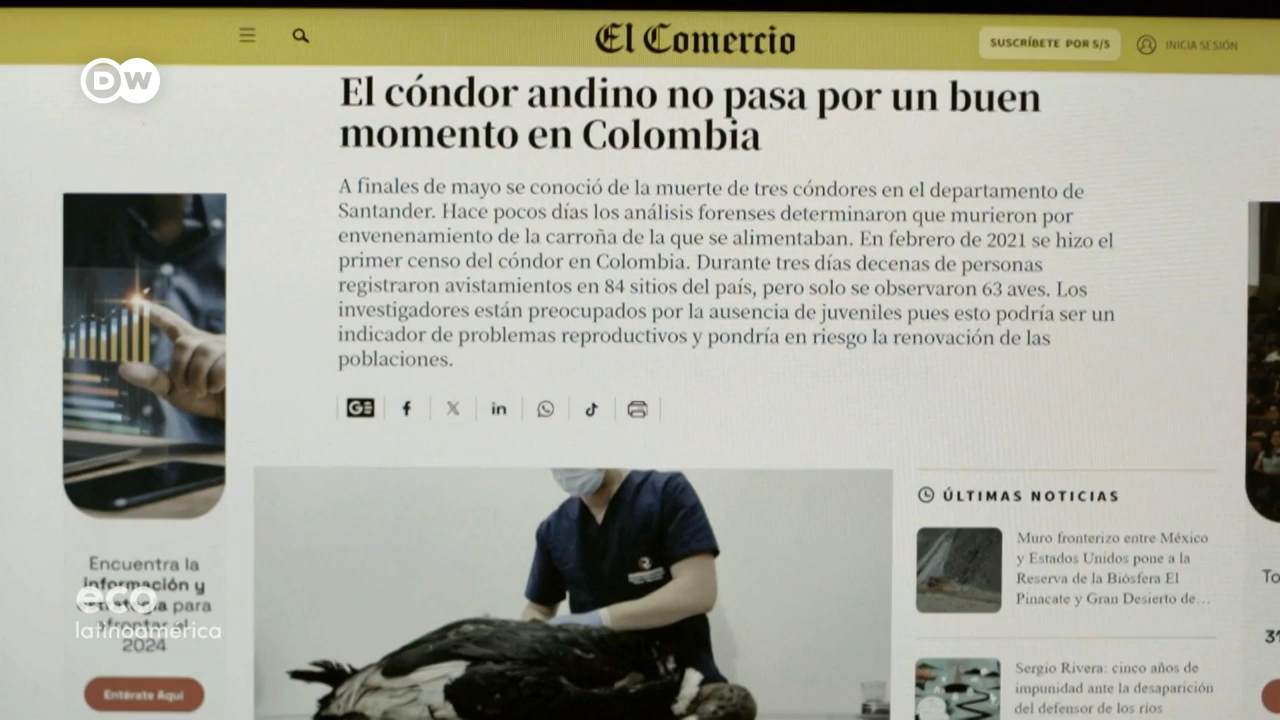 El Comercio
SUSCRÍBETE POR S/5
INICIA SESIÓN
DW
El cóndor andino no pasa por un buen
momento en Colombia
A finales de mayo se conoció de la muerte de tres cóndores en el departamento de
Santander. Hace pocos días los análisis forenses determinaron que murieron por
envenenamiento de la carroña de la que se alimentaban. En febrero de 2021 se hizo el
primer censo del cóndor en Colombia. Durante tres días decenas de personas
registraron avistamientos en 84 sitios del país, pero solo se observaron 63 aves. Los
investigadores están preocupados por la ausencia de juveniles pues esto podría ser un
indicador de problemas reproductivos y pondría en riesgo la renovación de las
poblaciones.
GE
in
ÚLTIMAS NOTICIAS
Muro fronterizo entre México
y Estados Unidos pone a la
Reserva de la Biósfera El
Pinacate y Gran Desierto de...
Sergio Rivera: cinco años de
impunidad ante la desaparición
del defensor de los ríos
Encuentra la
información y
estrategia para
afrontar el
2024
Entérate Aquí
eco
latinoamérica
To
31